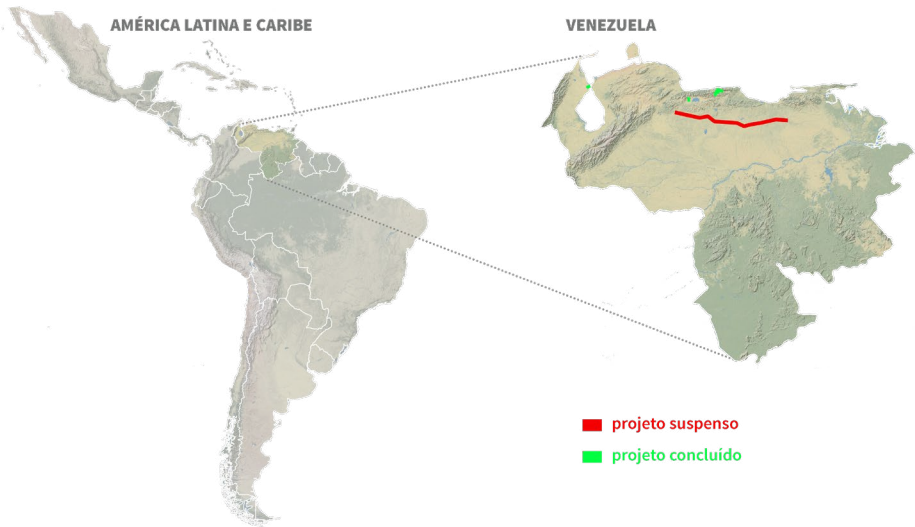 AMÉRICA LATINA E CARIBE
VENEZUELA
projeto suspenso
projeto concluído